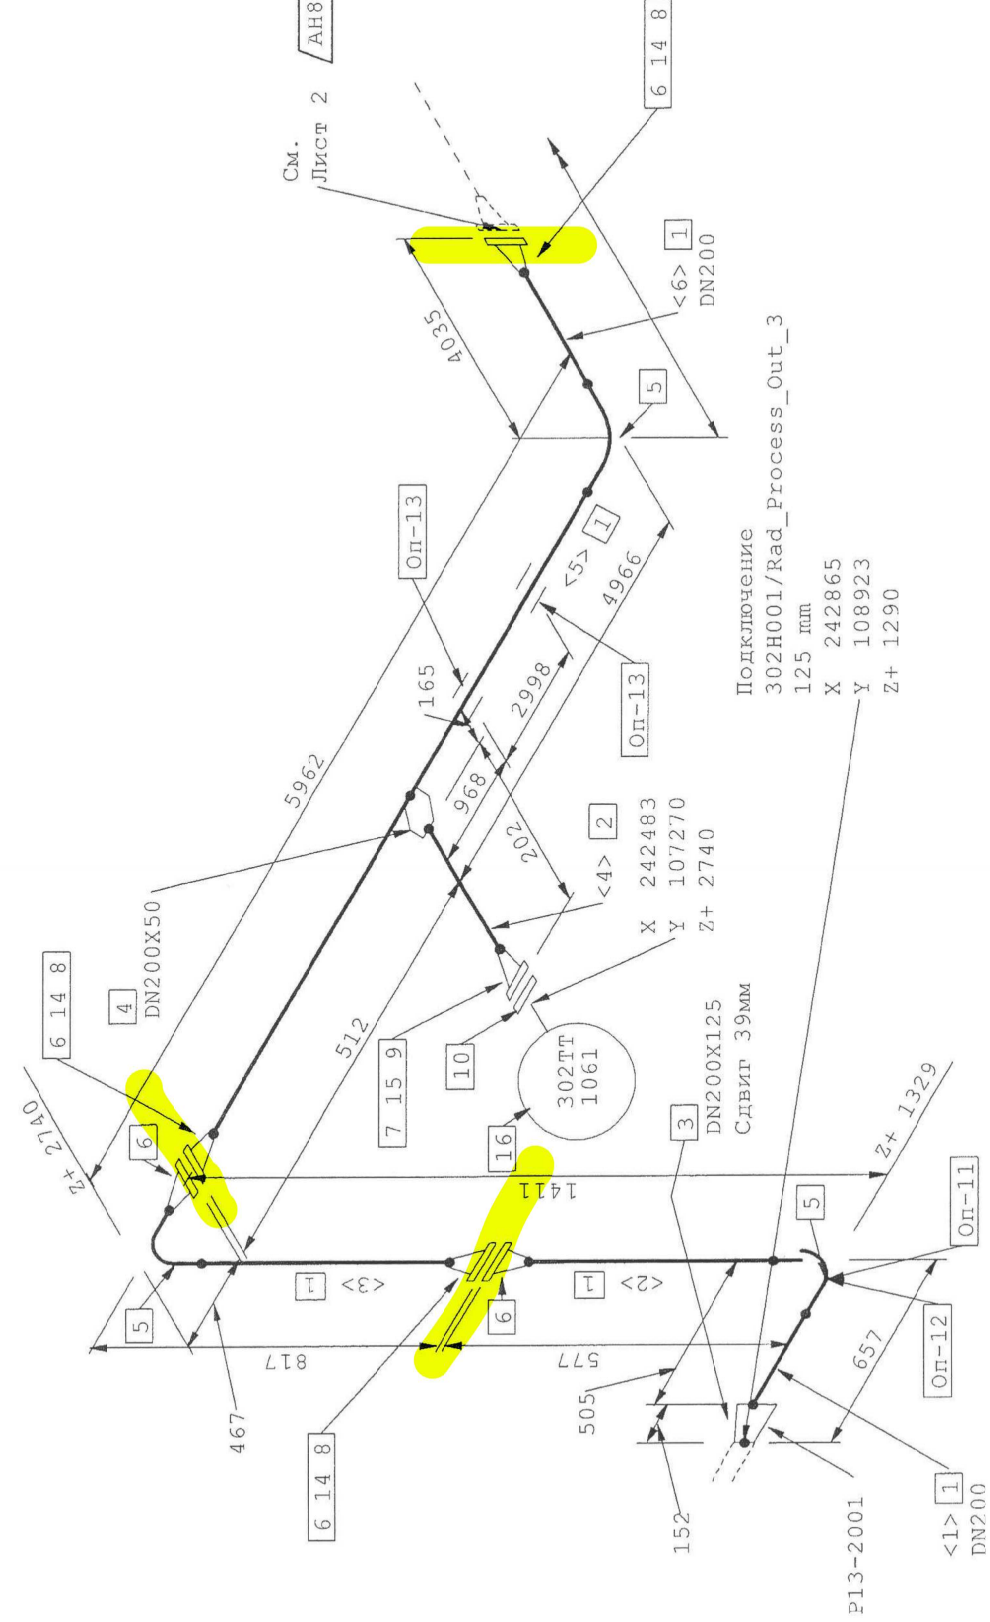 АН8
См.
Лист 2
6 14 8
4035
<6> 1
DN200
5
Оп-13
<5> 1
4966
165
2998
Оп-13
5962
968
202
Подключение
302H001/Rad_Process_Out_3
125 mm
X 242865
Y 108923
Z+ 1290
<4> 2
X 242483
Y 107270
Z+ 2740
4
DN200X50
6 14 8
512
7 15 9
10
302ТТ
1061
16
3
DN200X125
Сдвиг 39мм
Z+ 2740
6
1411
Z+ 1329
5
Оп-11
5
<3>
1
6
<2>
1
Оп-12
817
577
657
467
505
6 14 8
152
P13-2001
<1> 1
DN200